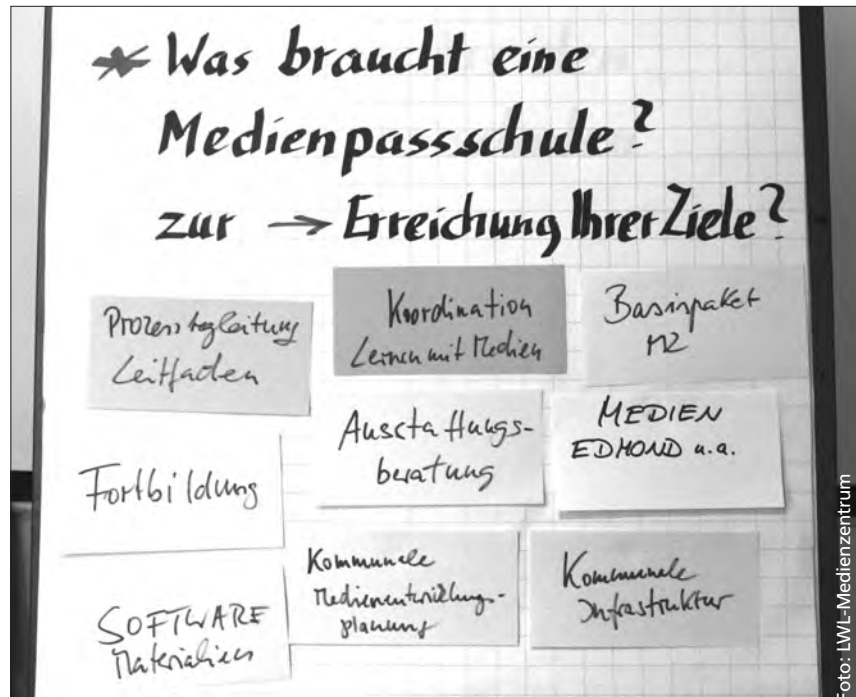 * Was braucht eine
Medienpassschule?
zur → Erreichung Ihrer Ziele?
Prozessbegleitung
Leitfaden
Koordination
Lernen mit Medien
Basispaket
MZ
Fortbildung
Ausstattungs-
beratung
MEDIEN
EDMOND u.a.
SOFTWARE
Materialien
Kommunale
Medienentwicklungs-
planung
Kommunale
Infrastruktur
Foto: LWL-Medienzentrum